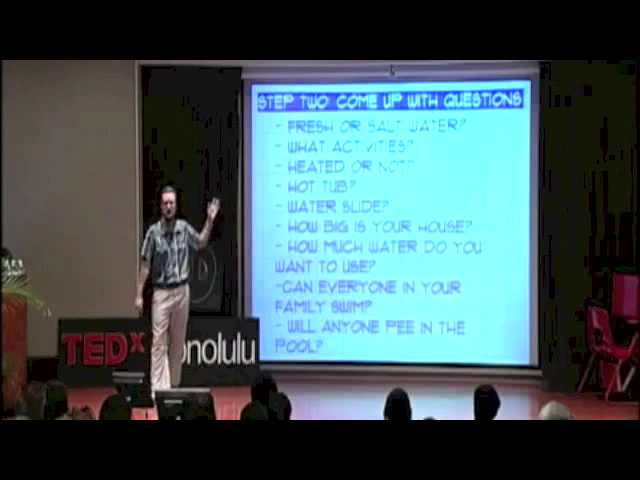 STEP TWO: COME UP WITH QUESTIONS
- FRESH OR SALT WATER?
- WHAT ACTIVITIES?
- HEATED OR NOT?
- HOT TUB?
- WATER SLIDE?
- HOW BIG IS YOUR HOUSE?
- HOW MUCH WATER DO YOU
WANT TO USE?
-CAN EVERYONE IN YOUR
FAMILY SWIM?
- WILL ANYONE PEE IN THE
POOL?
TEDx onolulu